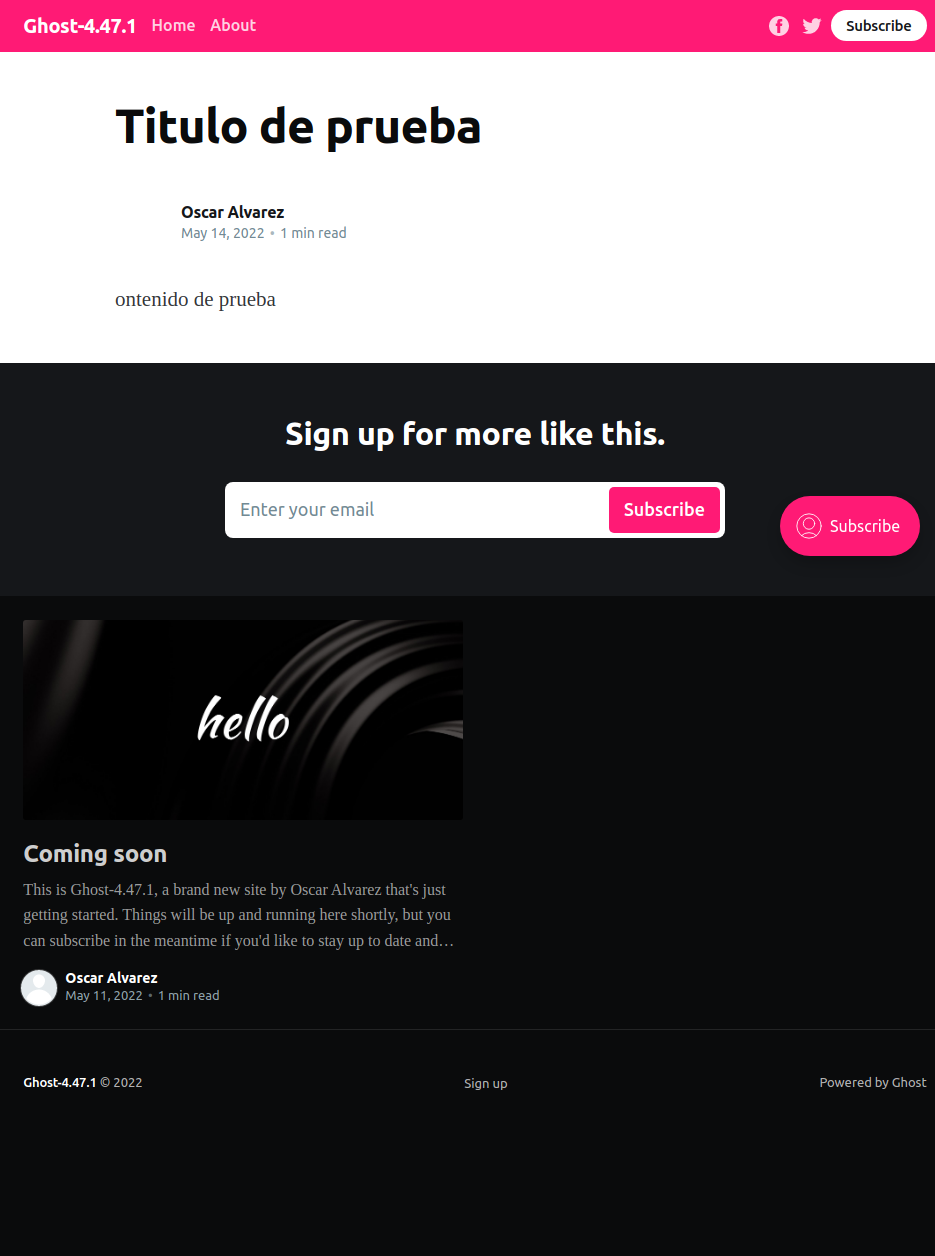 Ghost-4.47.1 Home About Subscribe
Titulo de prueba
Oscar Alvarez
May 14, 2022 • 1 min read
ontenido de prueba
Sign up for more like this.
Enter your email Subscribe
Subscribe
hello
Coming soon
This is Ghost-4.47.1, a brand new site by Oscar Alvarez that's just
getting started. Things will be up and running here shortly, but you
can subscribe in the meantime if you'd like to stay up to date and…
Oscar Alvarez
May 11, 2022 • 1 min read
Ghost-4.47.1 © 2022 Sign up Powered by Ghost